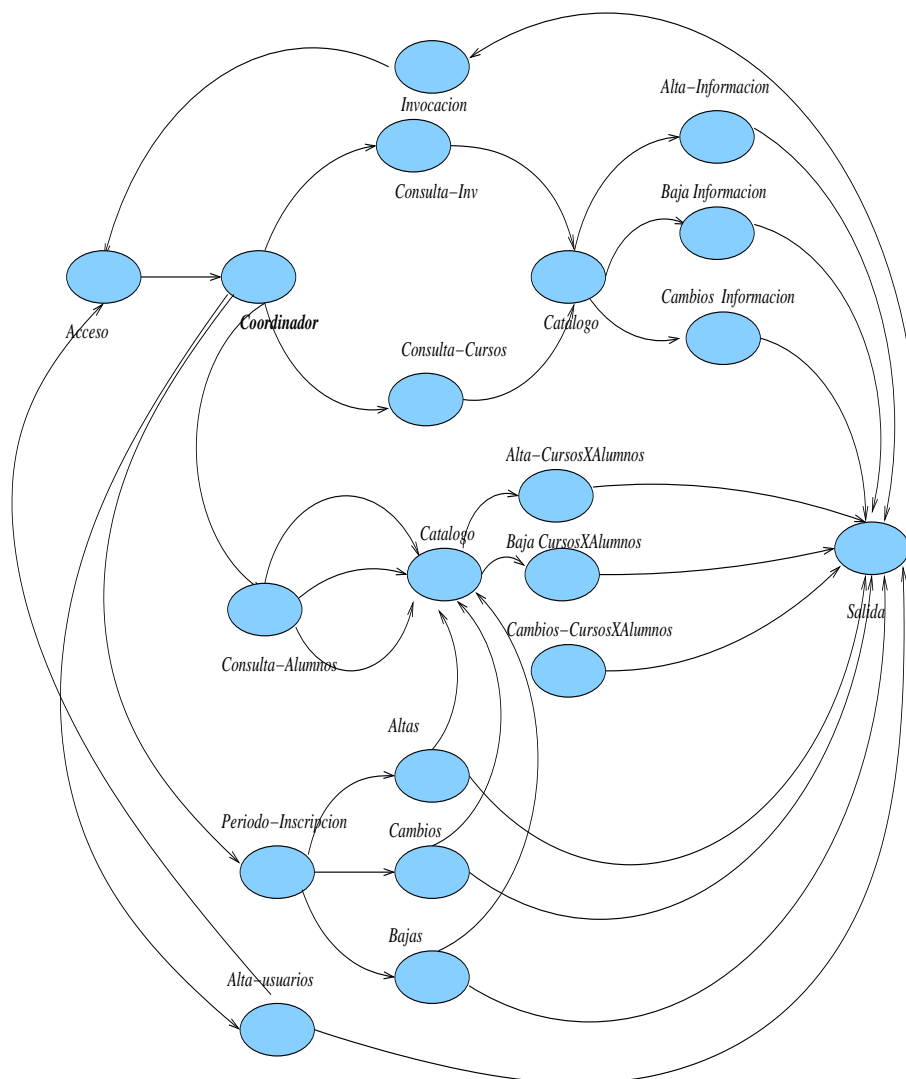 Invocacion
Alta-Informacion
Consulta-Inv
Baja Informacion
Acceso
Coordinador
Catalogo
Cambios Informacion
Consulta-Cursos
Alta-CursosXAlumnos
Catalogo
Baja CursosXAlumnos
Salida
Cambios-CursosXAlumnos
Consulta-Alumnos
Altas
Periodo-Inscripcion
Cambios
Bajas
Alta-usuarios